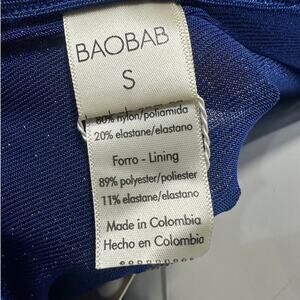 BAOBAB
S
80% nylon/poliamida
20% elastane/elastano
Forro - Lining
89% polyester/poliester
11% elastane/elastano
Made in Colombia
Hecho en Colombia